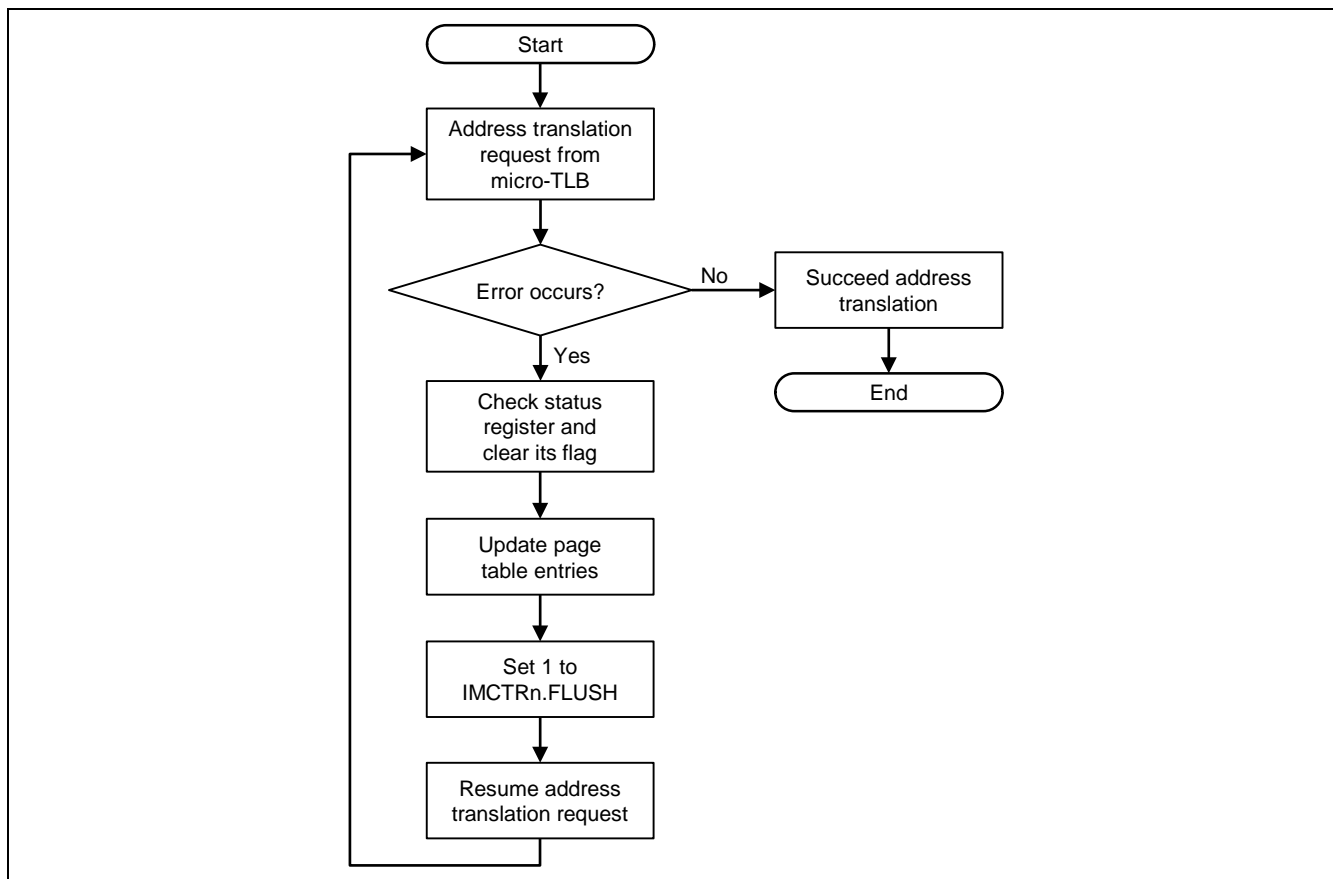 Start
Address translation
request from
micro-TLB
Error occurs?
No
Succeed address
translation
Yes
End
Check status
register and
clear its flag
Update page
table entries
Set 1 to
IMCTRn.FLUSH
Resume address
translation request